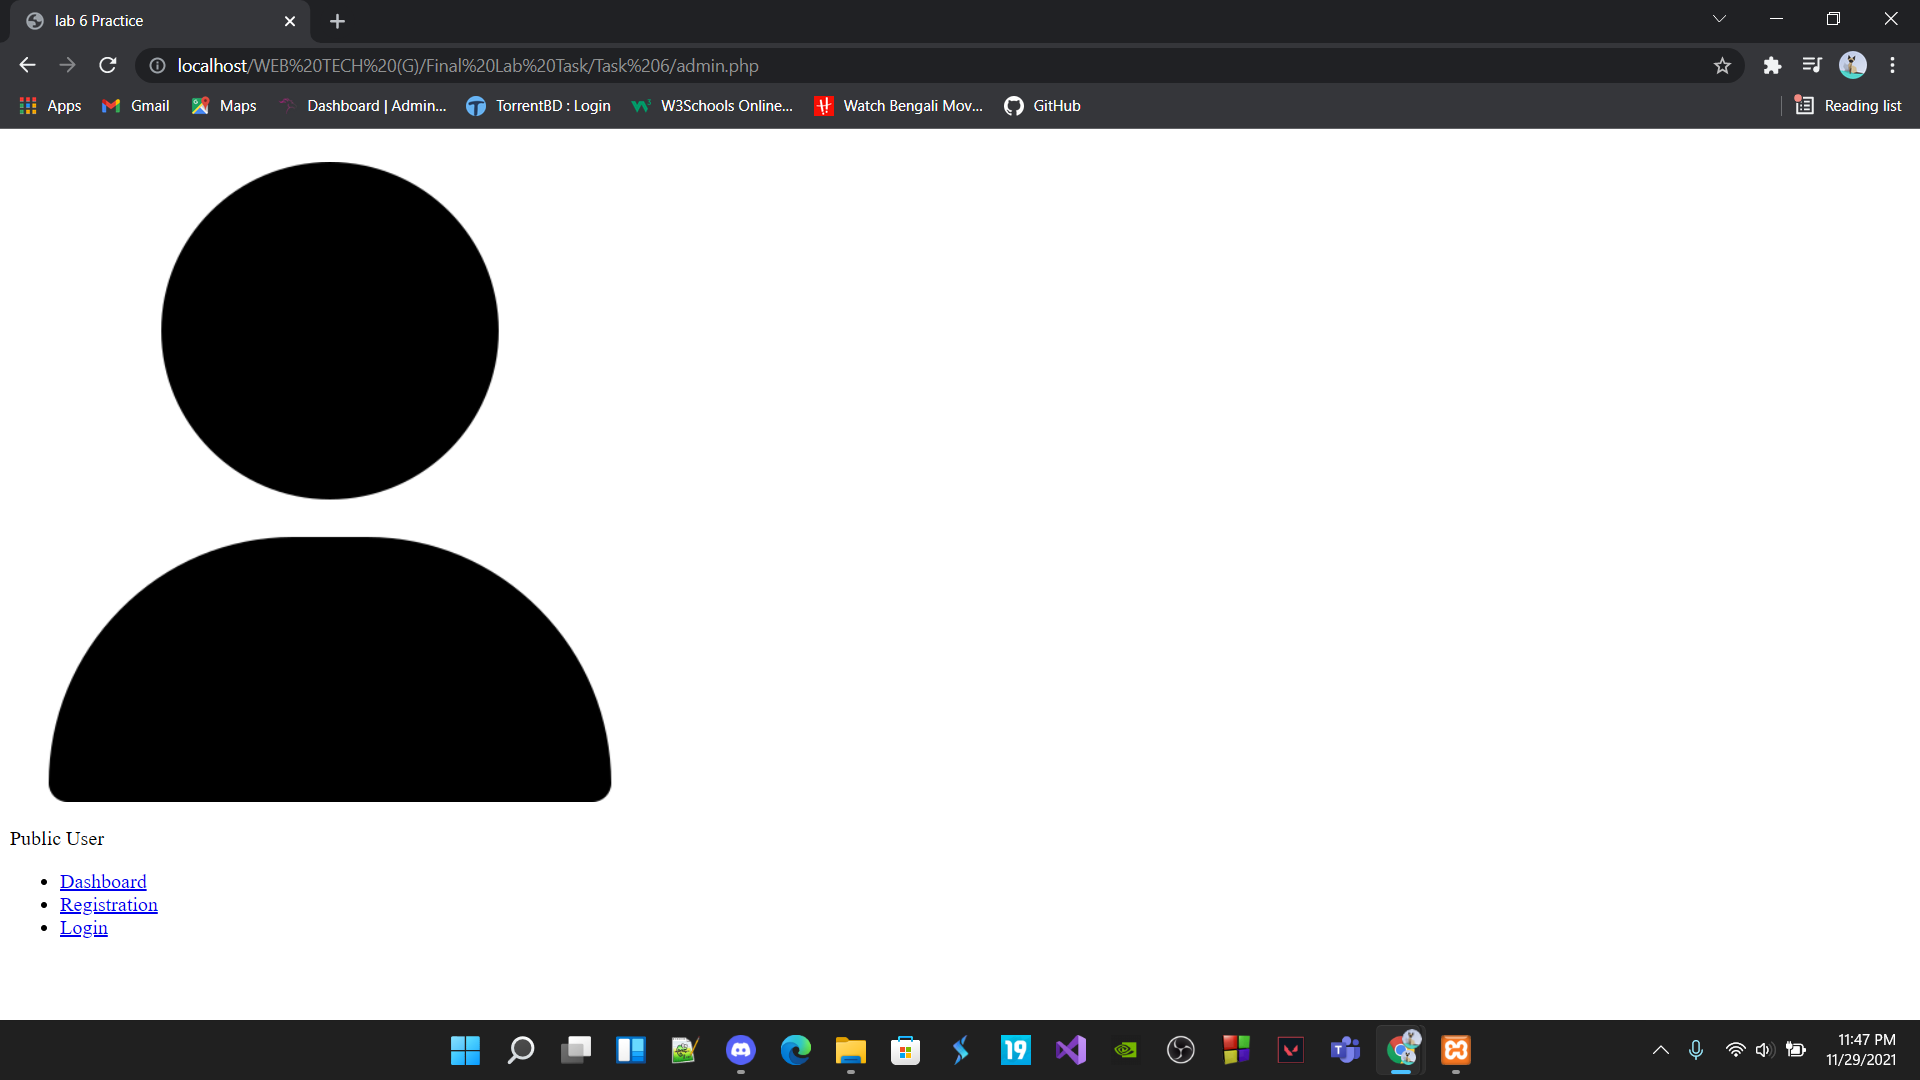 lab 6 Practice
localhost/WEB%20TECH%20(G)/Final%20Lab%20Task/Task%206/admin.php
Apps Gmail Maps Dashboard | Admin... TorrentBD : Login W3Schools Online... Watch Bengali Mov... GitHub Reading list
Public User
Dashboard
Registration
Login
19
11:47 PM
11/29/2021